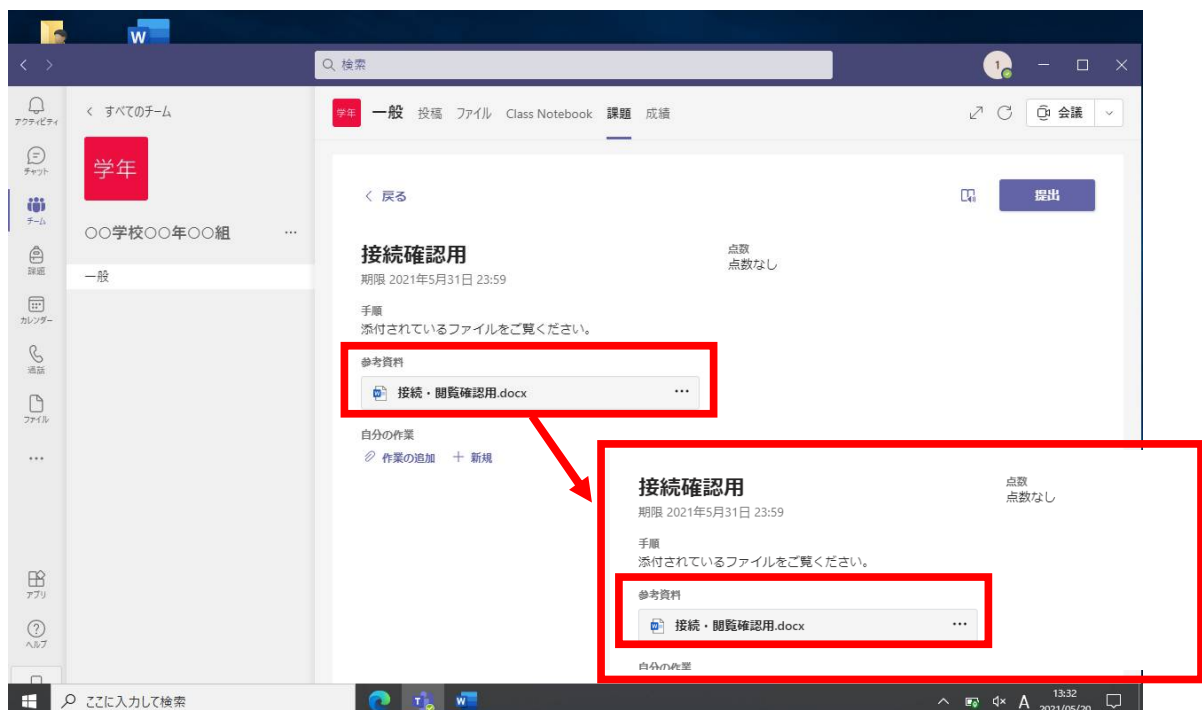 W
検索
1
アクティビティ
チャット
チーム
課題
カレンダー
通話
ファイル
…
アプリ
ヘルプ
すべてのチーム
学年
○○学校○○年○○組
…
一般
学年 一般 投稿 ファイル Class Notebook 課題 成績
会議
戻る
提出
接続確認用
期限 2021年5月31日 23:59
点数
点数なし
手順
添付されているファイルをご覧ください。
参考資料
接続・閲覧確認用.docx …
自分の作業
作業の追加 + 新規
接続確認用
期限 2021年5月31日 23:59
点数
点数なし
手順
添付されているファイルをご覧ください。
参考資料
接続・閲覧確認用.docx …
自分の作業
ここに入力して検索
A
13:32
2021/05/20